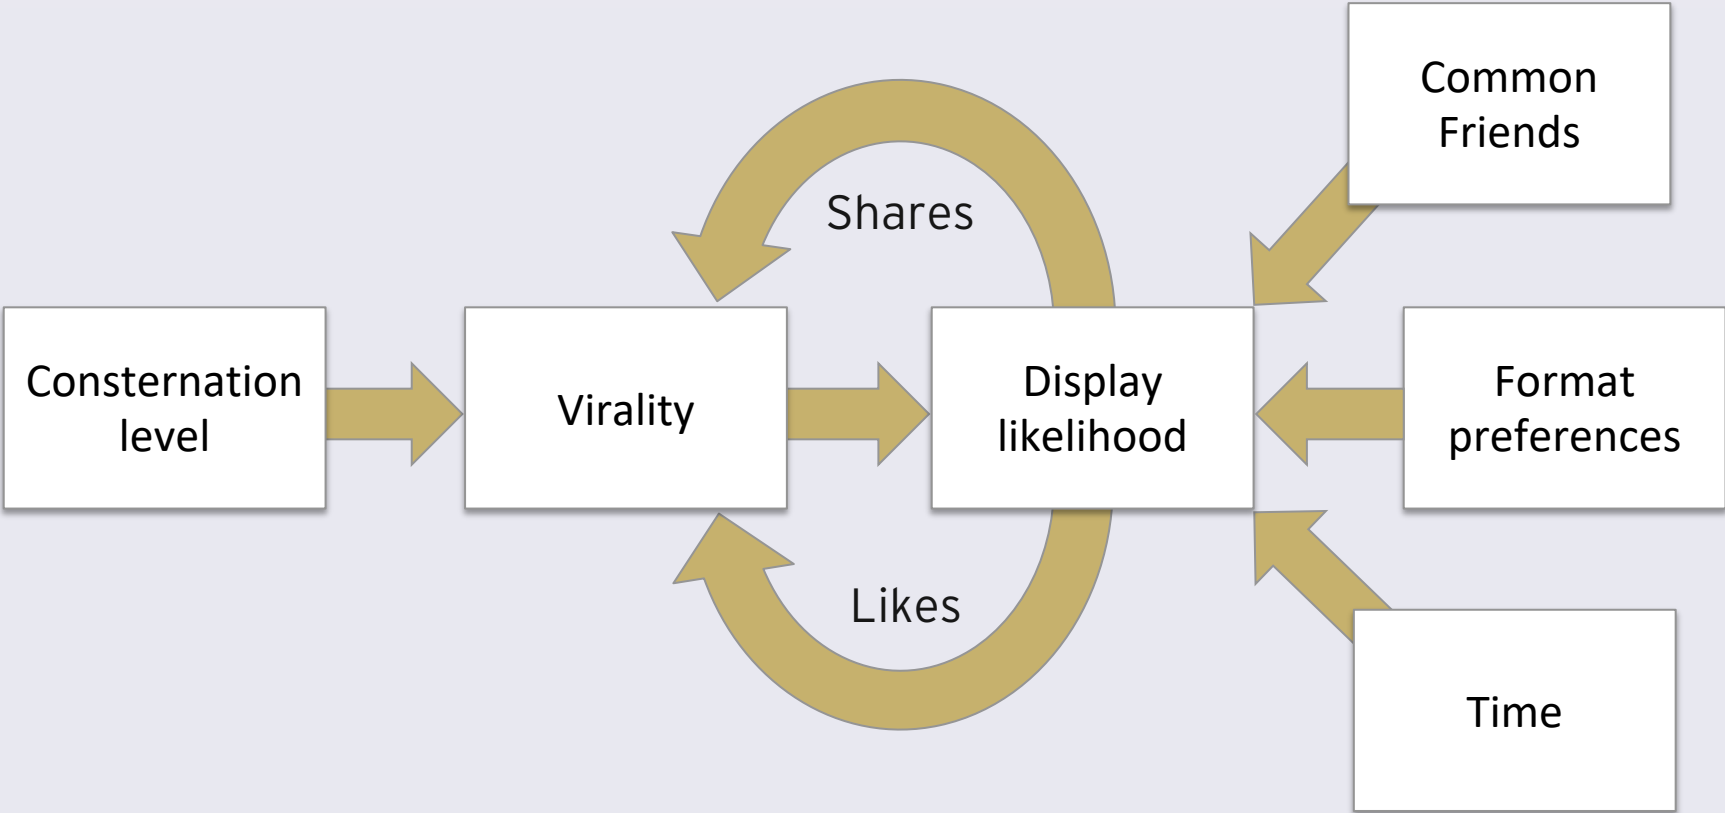 Common
Friends
Shares
Consternation
level
Virality
Display
likelihood
Format
preferences
Likes
Time